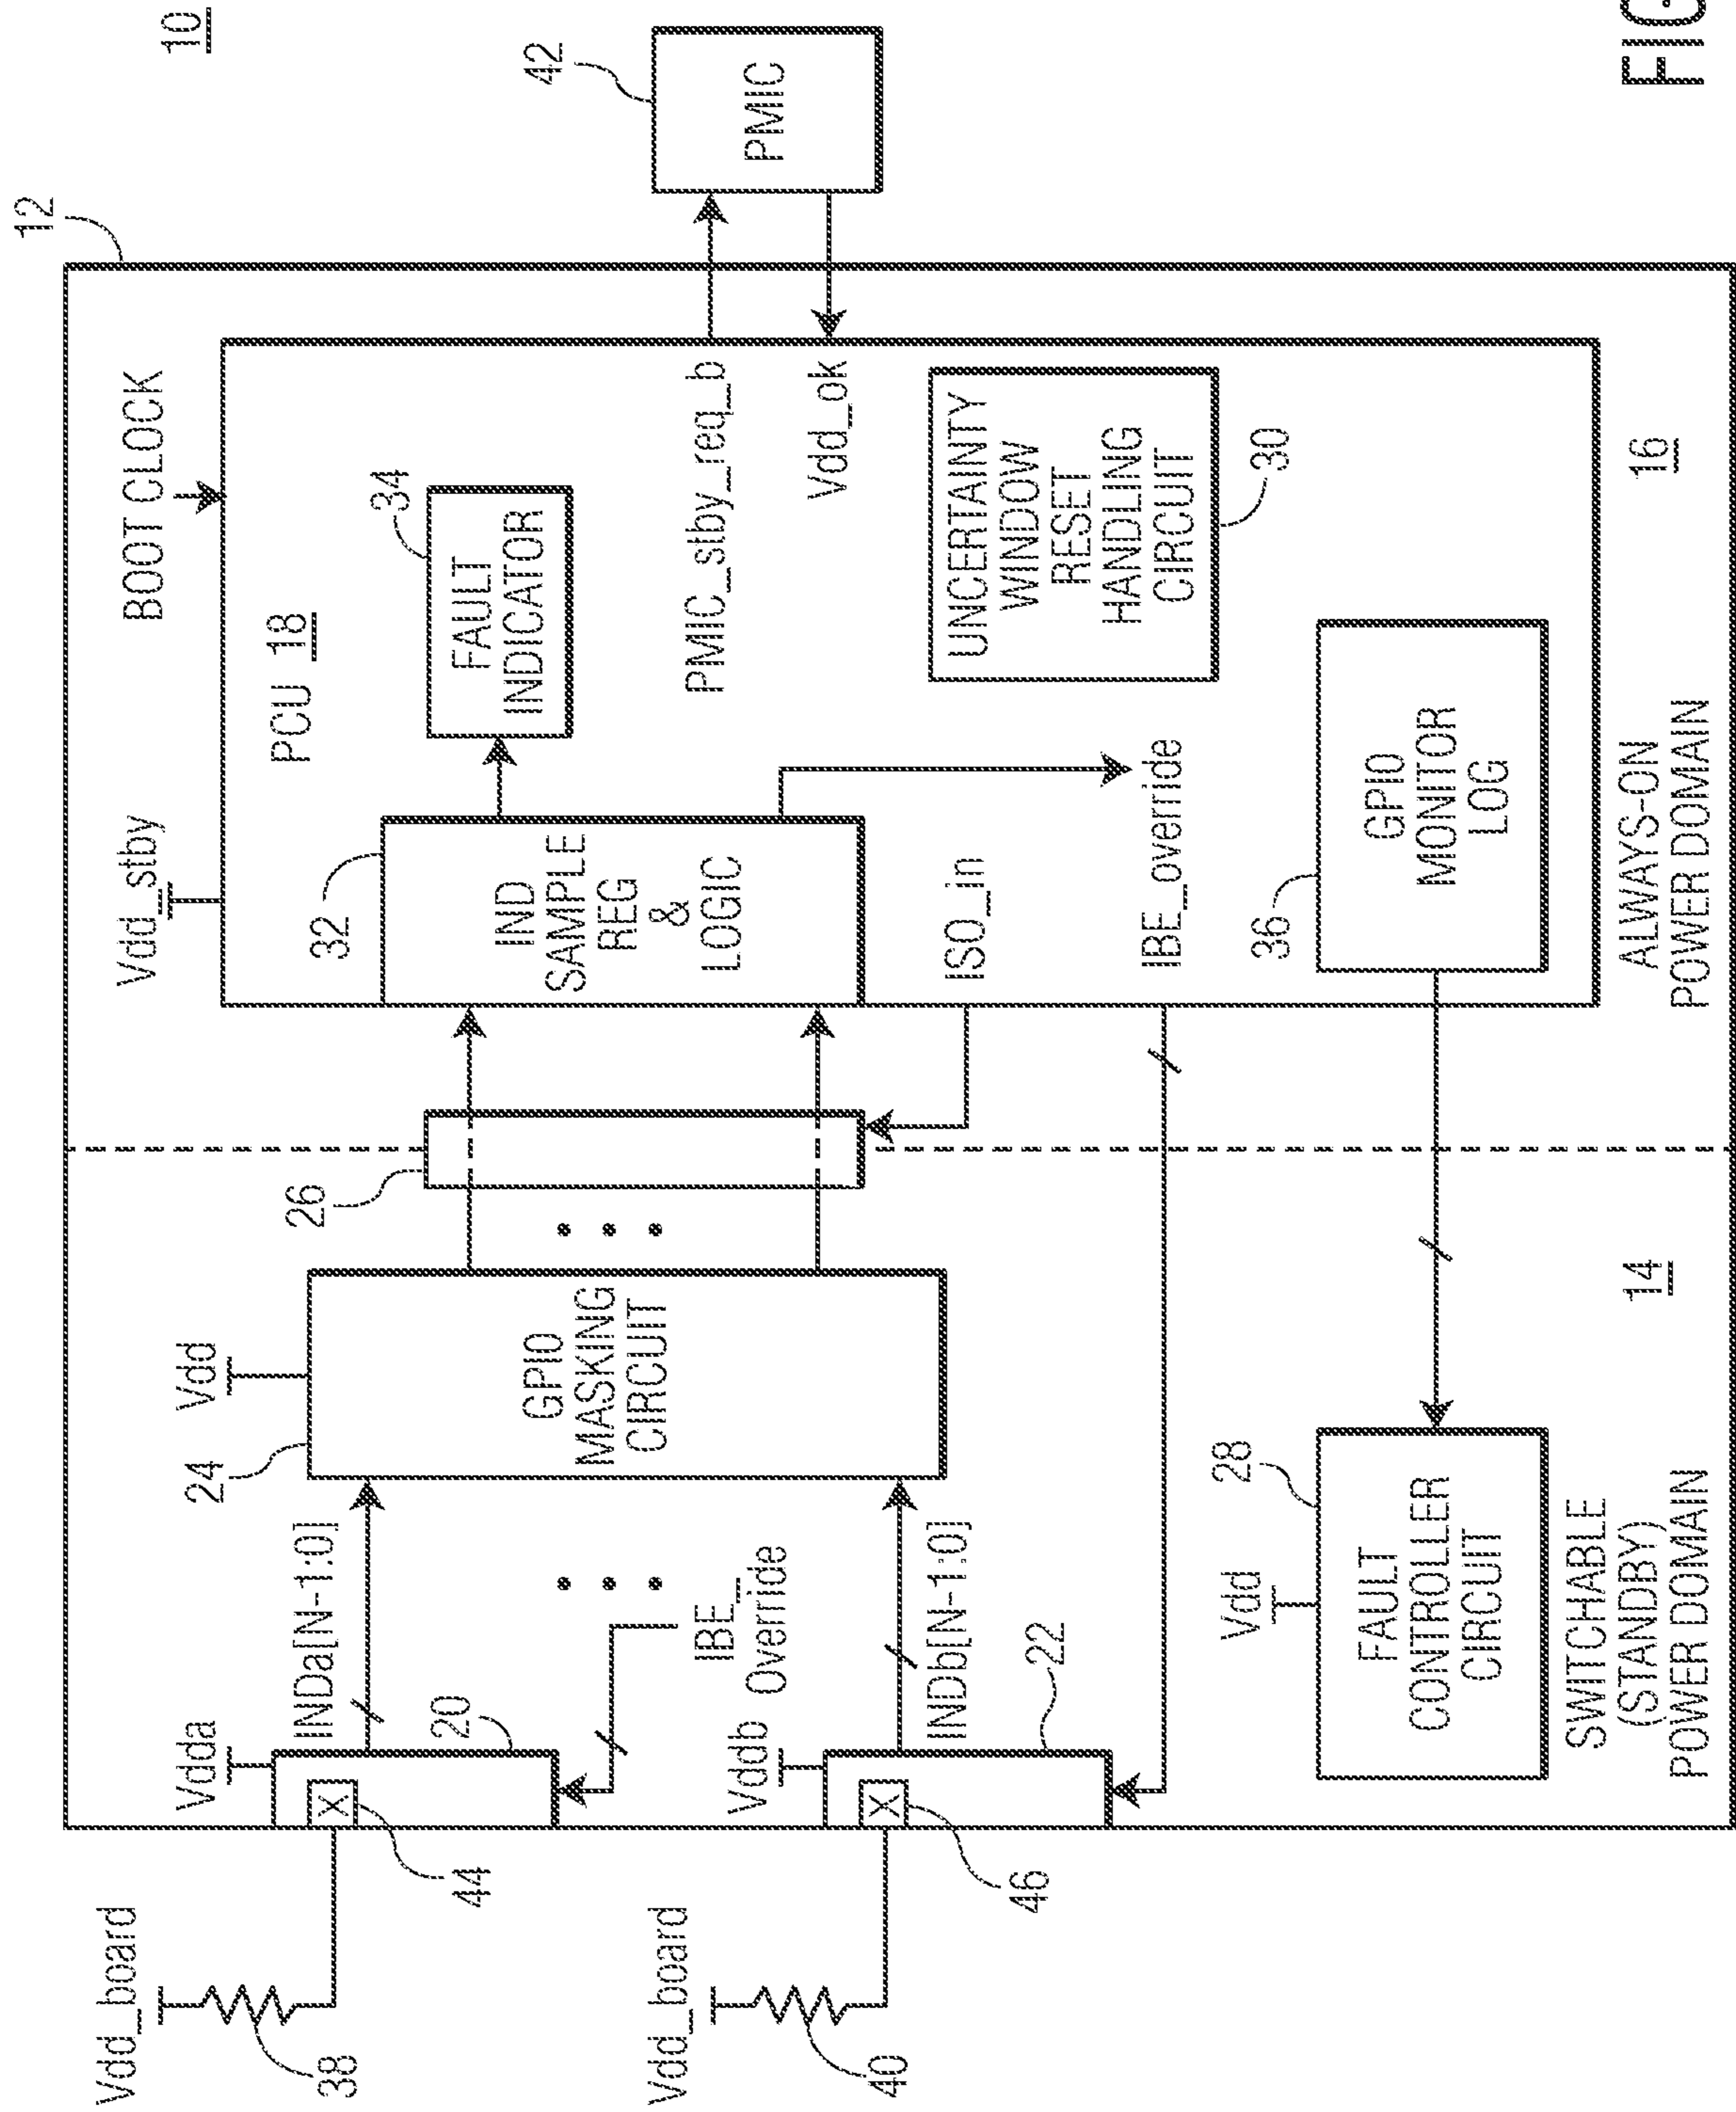 10
12
Vdd_board
38
44
Vdda
INDa[N-1:0]
20
24
Vdd
GPIO
MASKING
CIRCUIT
26
Vdd_stby
BOOT CLOCK
PCU 18
32
IND
SAMPLE
REG
&
LOGIC
34
FAULT
INDICATOR
42
PMIC
PMIC_stby_req_b
Vdd_ok
IBE_
Override
Vdd_board
40
46
Vddb
INDb[N-1:0]
22
ISO_in
IBE_override
UNCERTAINTY
WINDOW
RESET
HANDLING
CIRCUIT
30
Vdd
28
FAULT
CONTROLLER
CIRCUIT
36
GPIO
MONITOR
LOG
SWITCHABLE
(STANDBY)
POWER DOMAIN
14
ALWAYS-ON
POWER DOMAIN
16
FIG